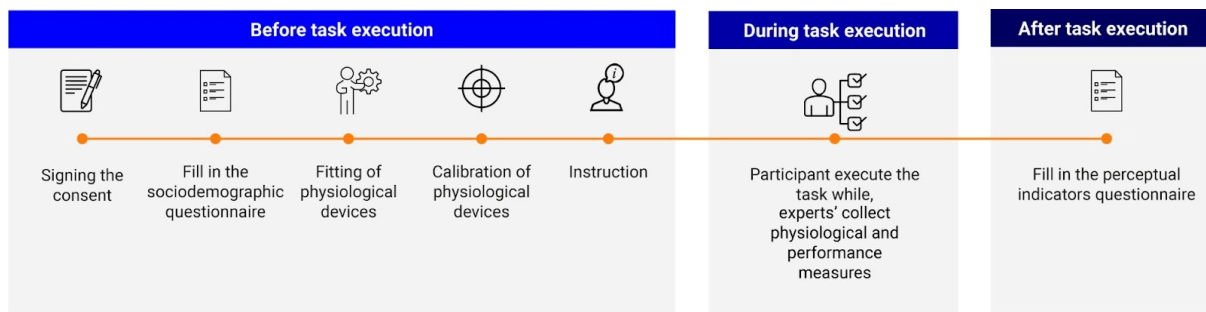 Before task execution
During task execution
After task execution
Signing the
consent
Fill in the
sociodemographic
questionnaire
Fitting of
physiological
devices
Calibration of
physiological
devices
Instruction
Participant execute the
task while,
experts' collect
physiological and
performance
measures
Fill in the perceptual
indicators questionnaire